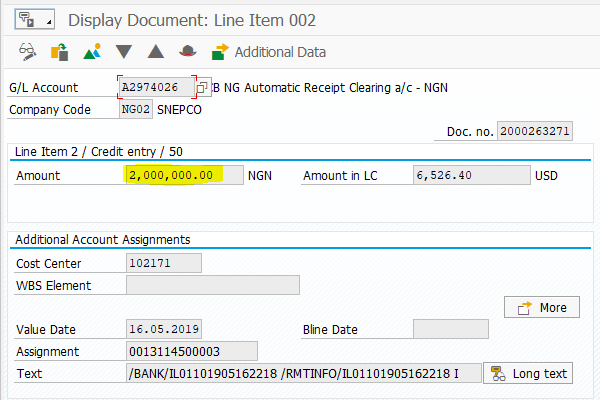 Display Document: Line Item 002
Additional Data
G/L Account A2974026 CB NG Automatic Receipt Clearing a/c - NGN
Company Code NG02 SNEPCO
Doc. no. 2000263271
Line Item 2 / Credit entry / 50
Amount 2,000,000.00 NGN Amount in LC 6,526.40 USD
Additional Account Assignments
Cost Center 102171
WBS Element
More
Value Date 16.05.2019 Bline Date
Assignment 0013114500003
Text /BANK/IL01101905162218 /RMTINFO/IL01101905162218 I Long text